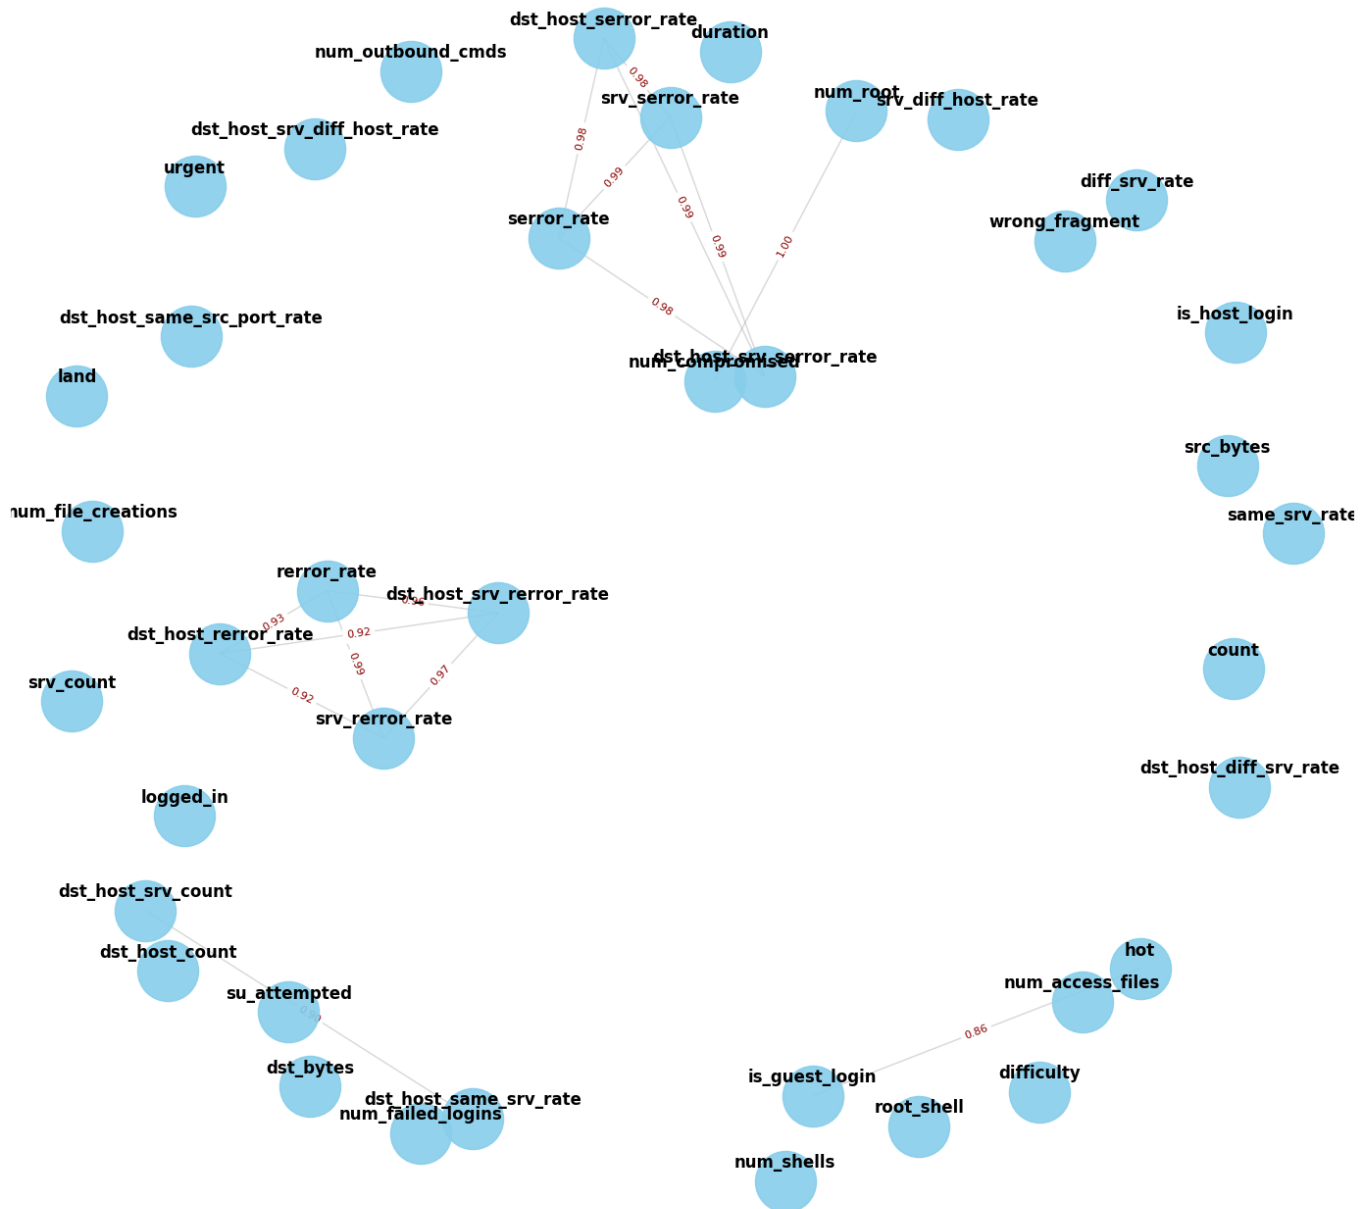 dst_host_serror_rate
duration
num_outbound_cmds
0.98
num_root
srv_serror_rate
srv_diff_host_rate
dst_host_srv_diff_host_rate
0.98
urgent
0.99
diff_srv_rate
0.99
serror_rate
wrong_fragment
0.99
1.00
0.98
dst_host_same_src_port_rate
is_host_login
dst_host_srv_serror_rate
num_compromised
land
src_bytes
num_file_creations
same_srv_rate
rerror_rate
dst_host_srv_rerror_rate
0.93
dst_host_rerror_rate
0.92
count
0.99
0.97
srv_count
0.92
srv_rerror_rate
dst_host_diff_srv_rate
logged_in
dst_host_srv_count
dst_host_count
hot
num_access_files
su_attempted
0.86
dst_bytes
is_guest_login
difficulty
dst_host_same_srv_rate
root_shell
num_failed_logins
num_shells